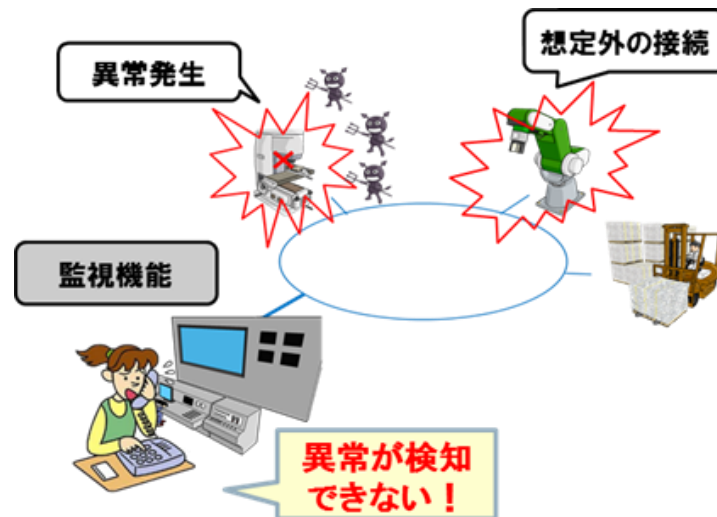 想定外の接続
異常発生
監視機能
異常が検知
できない！